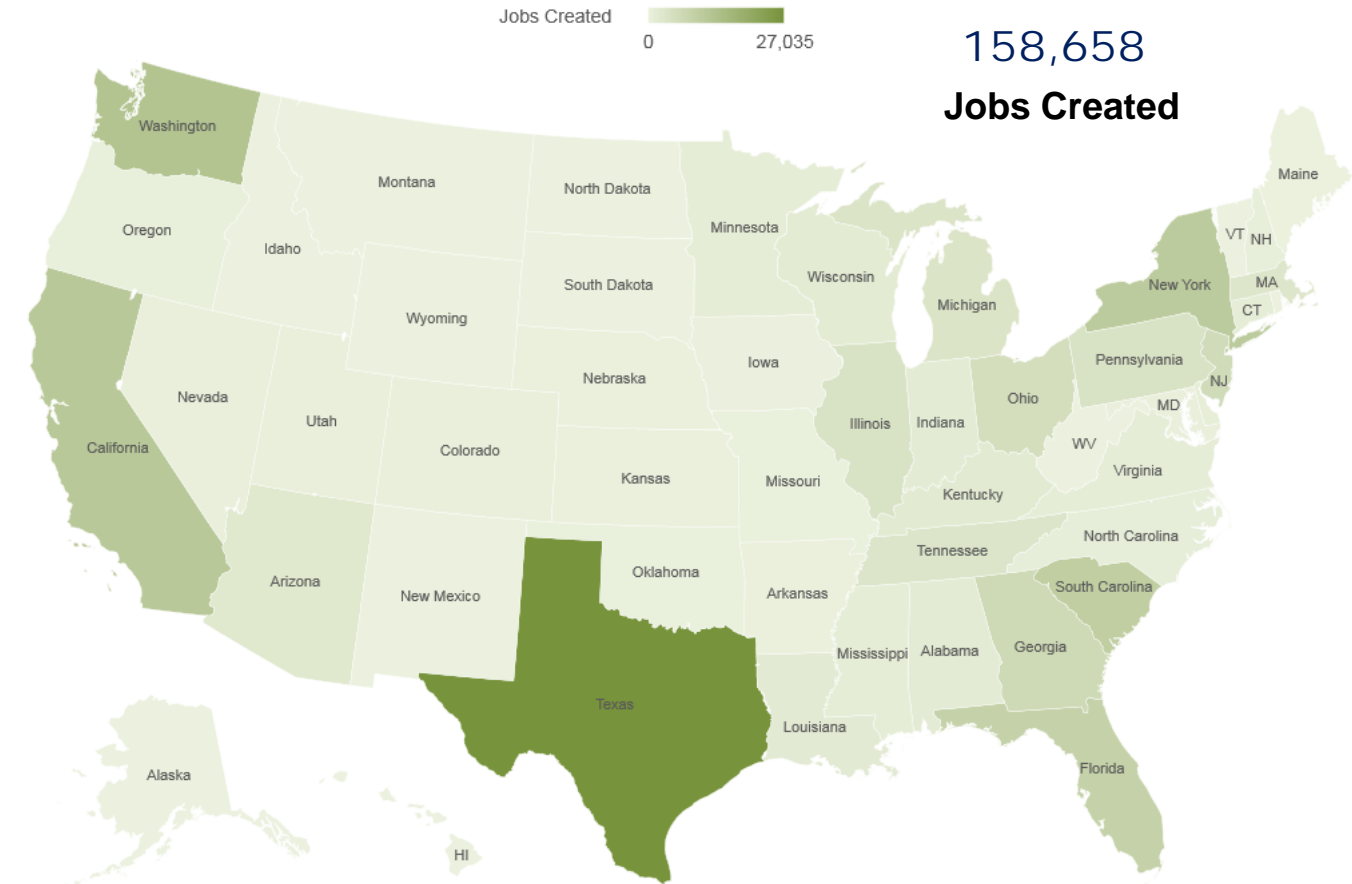 Jobs Created
0
27,035
158,658
Jobs Created
Washington
Oregon
Idaho
Montana
North Dakota
Minnesota
Maine
VT
NH
South Dakota
Wisconsin
Michigan
New York
MA
CT
Wyoming
Iowa
Pennsylvania
Nebraska
NJ
Nevada
Utah
Illinois
Indiana
Ohio
MD
California
Colorado
WV
Kansas
Missouri
Kentucky
Virginia
North Carolina
Tennessee
Arizona
New Mexico
Oklahoma
Arkansas
South Carolina
Mississippi
Alabama
Georgia
Texas
Louisiana
Florida
Alaska
HI